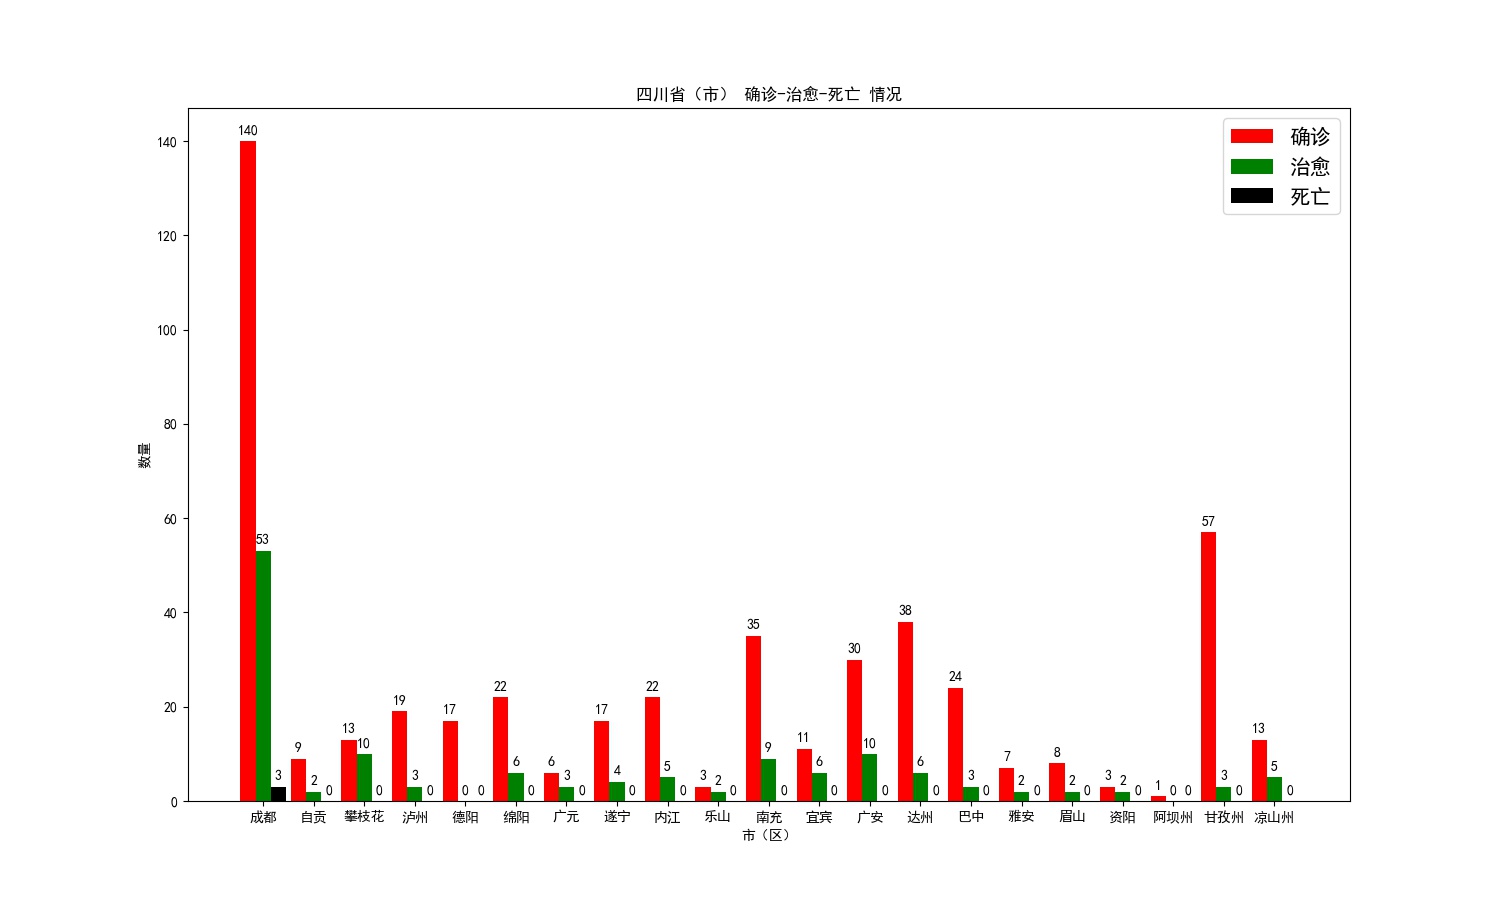 四川省（市） 确诊-治愈-死亡 情况
确诊
治愈
死亡
数量
140
120
100
80
60
40
20
0
140 53 3
9 2 0
13 10 0
19 3 0
17 0 0
22 6 0
6 3 0
17 4 0
22 5 0
3 2 0
35 9 0
11 6 0
30 10 0
38 6 0
24 3 0
7 2 0
8 2 0
3 2 0
1 0 0
57 3 0
13 5 0
成都 自贡 攀枝花 泸州 德阳 绵阳 广元 遂宁 内江 乐山 南充 宜宾 广安 达州 巴中 雅安 眉山 资阳 阿坝州 甘孜州 凉山州
市（区）